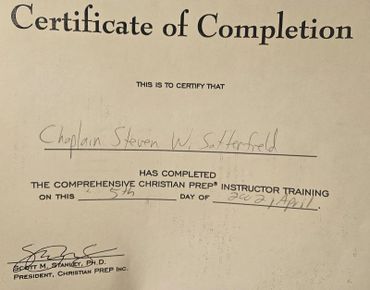 Certificate of Completion
THIS IS TO CERTIFY THAT
Chaplain Steven W. Satterfield
HAS COMPLETED
THE COMPREHENSIVE CHRISTIAN PREP® INSTRUCTOR TRAINING
ON THIS 5th DAY OF 2002, April.
SCOTT M. STANLEY, PH.D.
PRESIDENT, CHRISTIAN PREP INC.